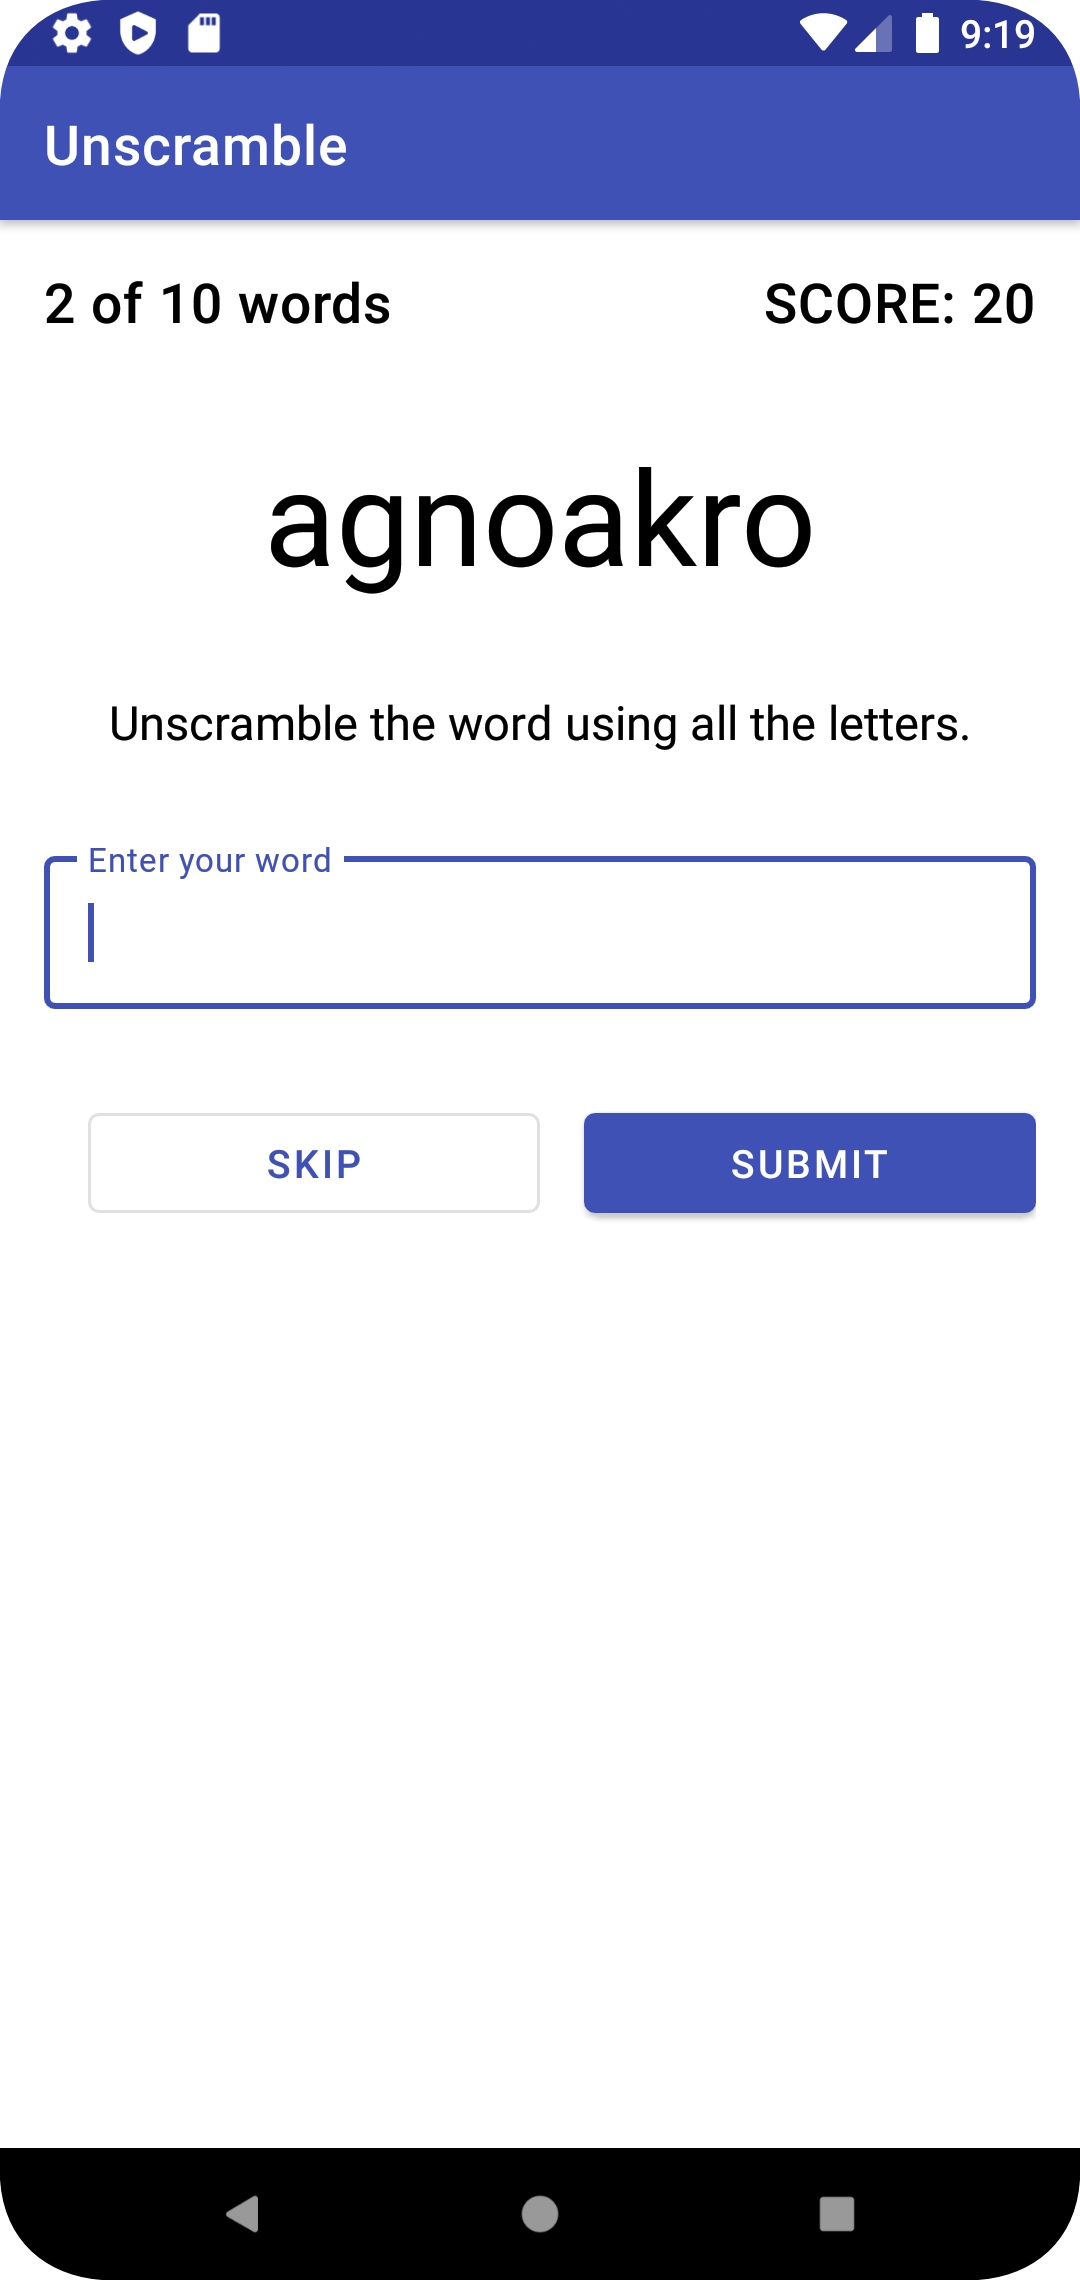 9:19
Unscramble
2 of 10 words SCORE: 20
agnoakro
Unscramble the word using all the letters.
Enter your word
SKIP SUBMIT